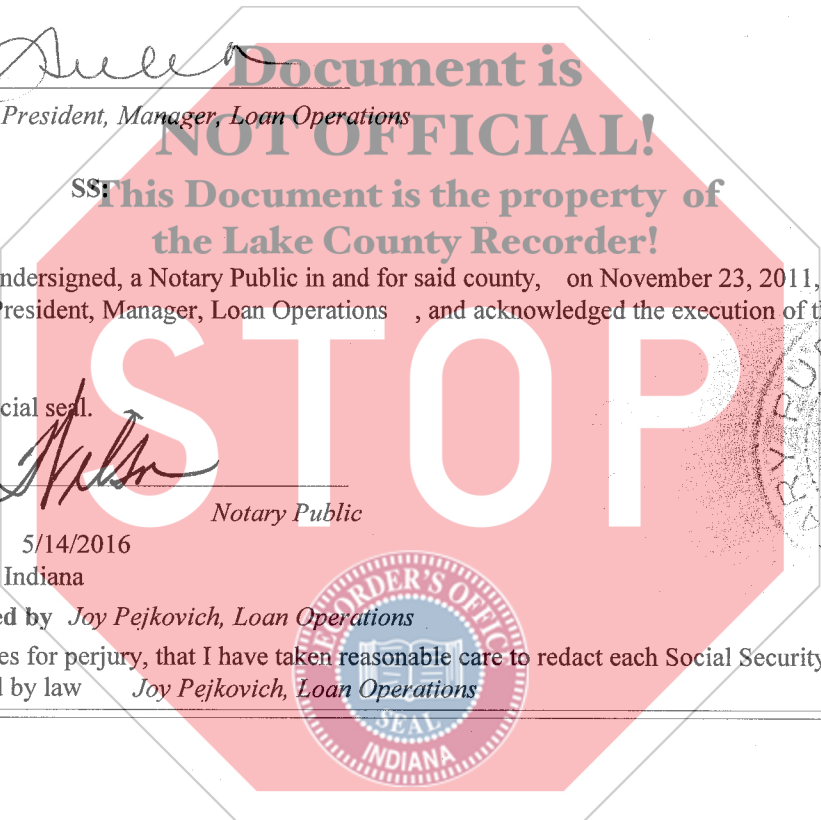 Document is
President, Manager, Loan Operations
NOT OFFICIAL!
SS:
This Document is the property of
the Lake County Recorder!
ndersigned, a Notary Public in and for said county, on November 23, 2011,
President, Manager, Loan Operations , and acknowledged the execution of t
STOP
cial seal.
Notary Public
5/14/2016
Indiana
ed by Joy Pejkovich, Loan Operations
es for perjury, that I have taken reasonable care to redact each Social Security
d by law Joy Pejkovich, Loan Operations
RECORDER'S OFFICE
SEAL
INDIANA